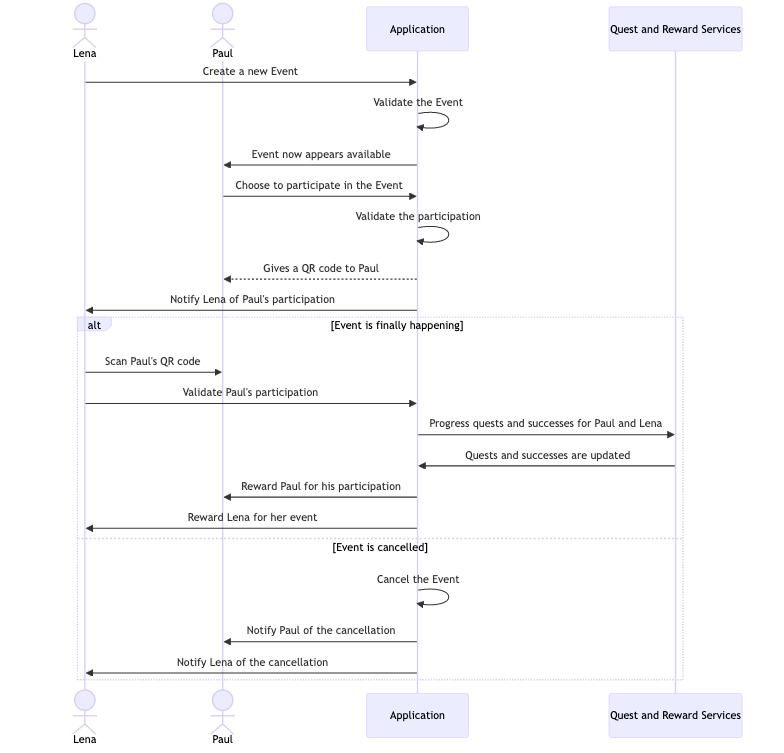 Lena
Paul
Application
Quest and Reward Services
Create a new Event
Validate the Event
Event now appears available
Choose to participate in the Event
Validate the participation
Gives a QR code to Paul
Notify Lena of Paul's participation
alt
[Event is finally happening]
Scan Paul's QR code
Validate Paul's participation
Progress quests and successes for Paul and Lena
Quests and successes are updated
Reward Paul for his participation
Reward Lena for her event
[Event is cancelled]
Cancel the Event
Notify Paul of the cancellation
Notify Lena of the cancellation
Lena
Paul
Application
Quest and Reward Services